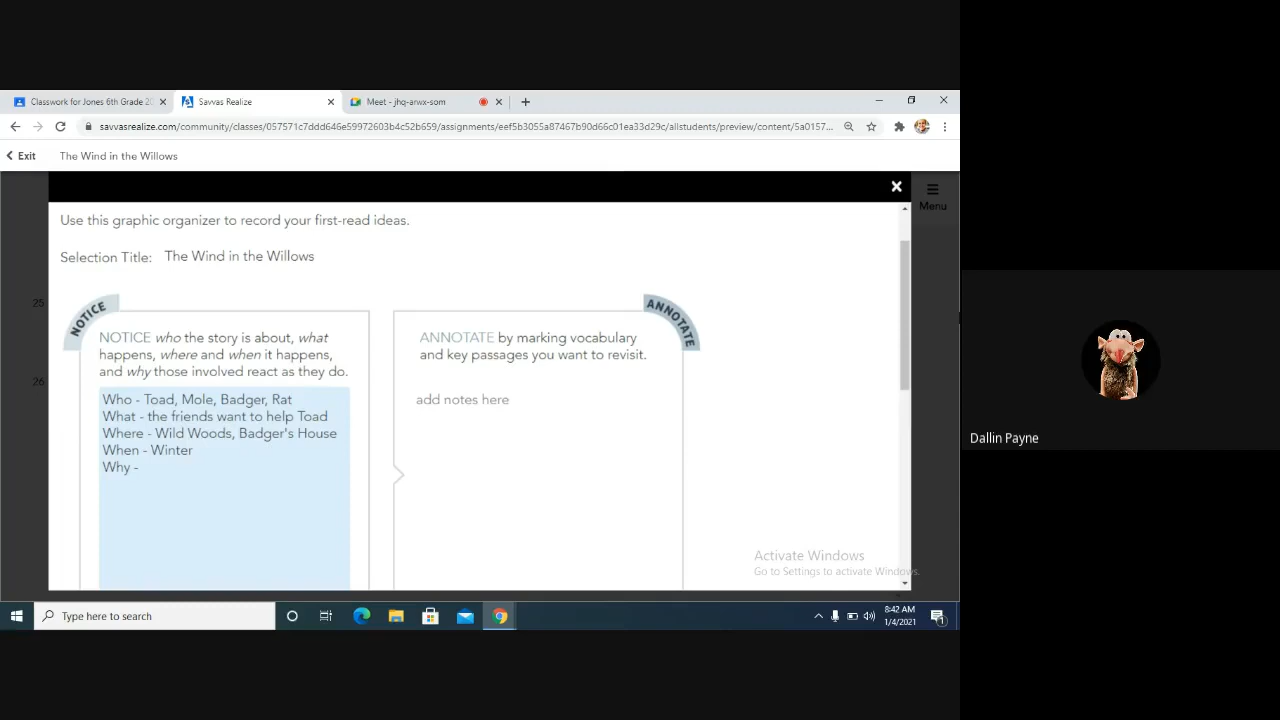 Classwork for Jones 6th Grade 20
Savvas Realize
Meet - jhq-arwx-som
savvasrealize.com/community/classes/057571c7ddd646e59972603b4c52b659/assignments/eef5b3055a87467b90d66c01ea33d29c/allstudents/preview/content/5a0157...
Exit
The Wind in the Willows
Menu
Use this graphic organizer to record your first-read ideas.
Selection Title: The Wind in the Willows
25
26
NOTICE
NOTICE who the story is about, what
happens, where and when it happens,
and why those involved react as they do.
Who - Toad, Mole, Badger, Rat
What - the friends want to help Toad
Where - Wild Woods, Badger's House
When - Winter
Why -
ANNOTATE
ANNOTATE by marking vocabulary
and key passages you want to revisit.
add notes here
Activate Windows
Go to Settings to activate Windows.
Dallin Payne
Type here to search
8:42 AM
1/4/2021
1